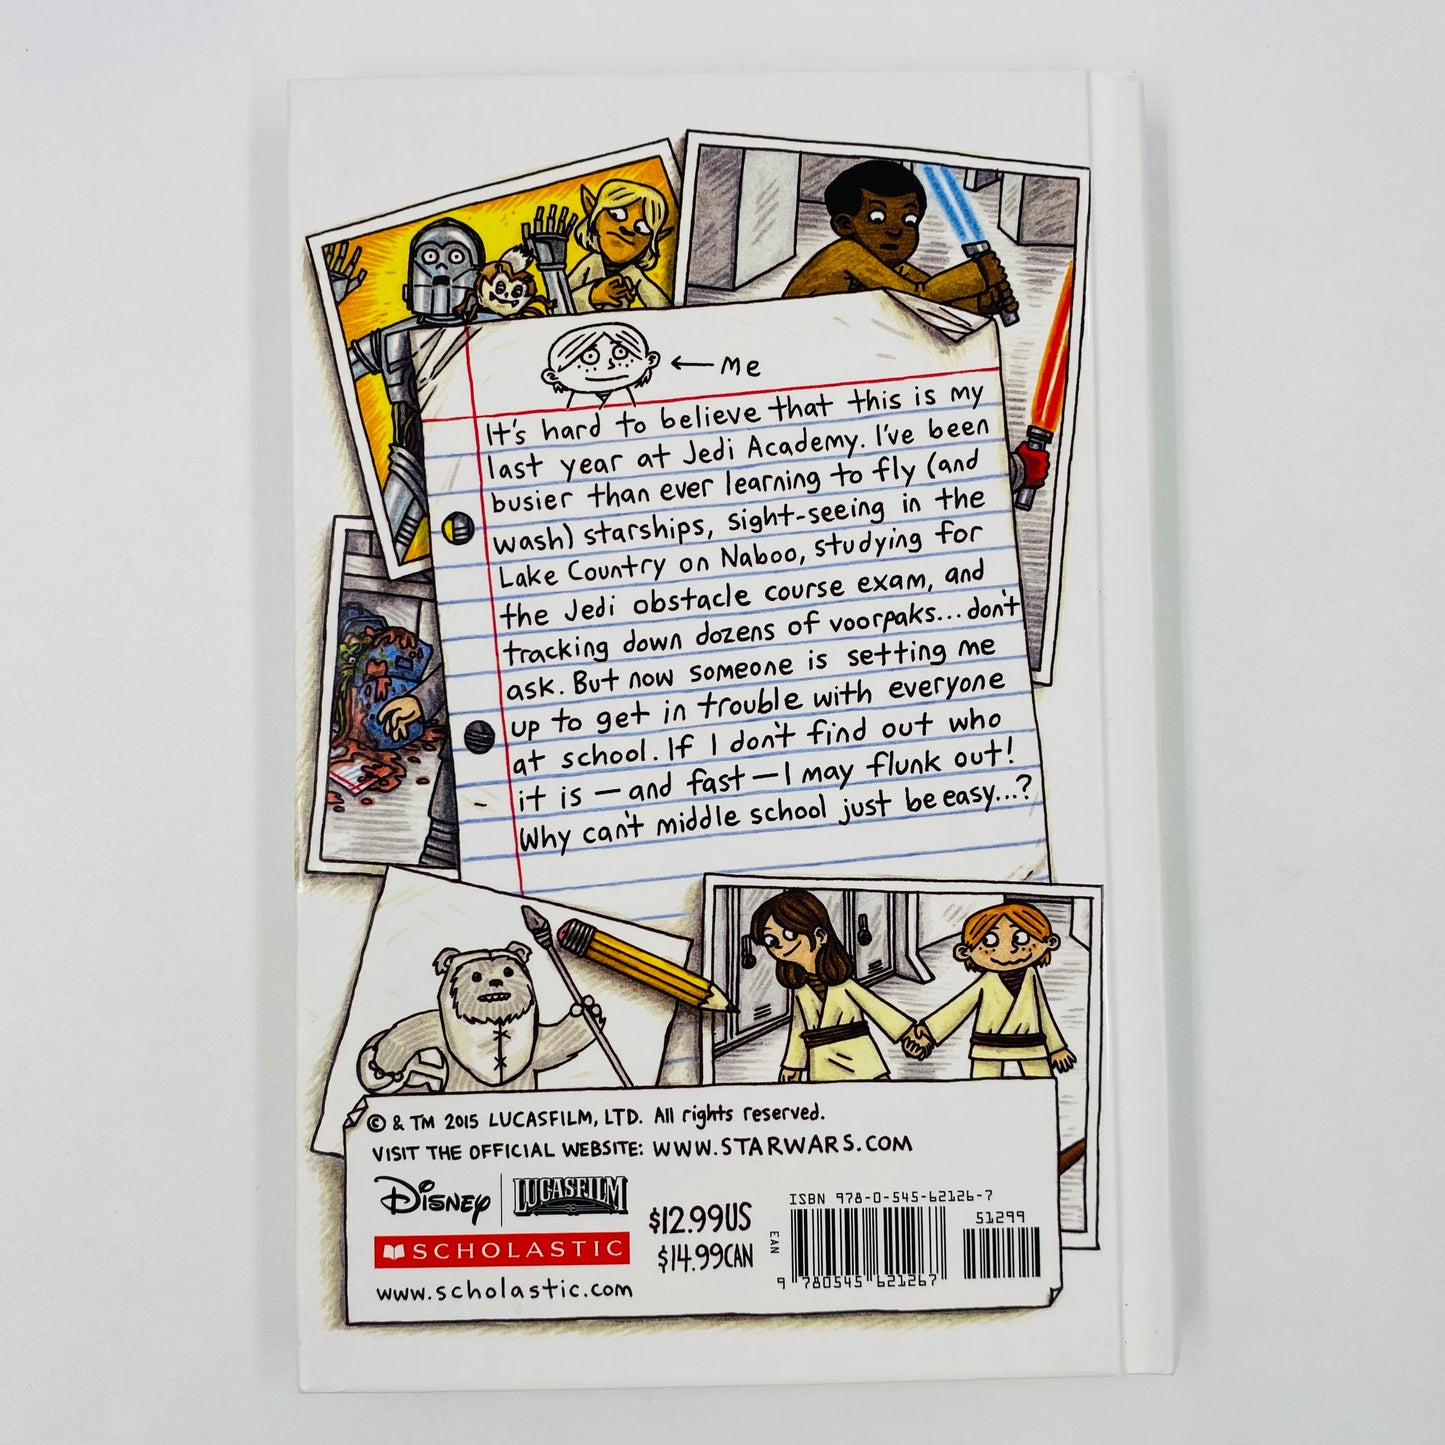 ← Me
It's hard to believe that this is my
last year at Jedi Academy. I've been
busier than ever learning to fly (and
wash) starships, sight-seeing in the
Lake Country on Naboo, studying for
the Jedi obstacle course exam, and
tracking down dozens of voorpaks...don't
ask. But now someone is setting me
up to get in trouble with everyone
at school. If I don't find out who
it is — and fast — I may flunk out!
Why can't middle school just be easy...?
© & TM 2015 LUCASFILM, LTD. All rights reserved.
VISIT THE OFFICIAL WEBSITE: WWW.STARWARS.COM
Disney | LUCASFILM
SCHOLASTIC
www.scholastic.com
$12.99US
$14.99CAN
ISBN 978-0-545-62126-7
51299
EAN
9 780545 621267